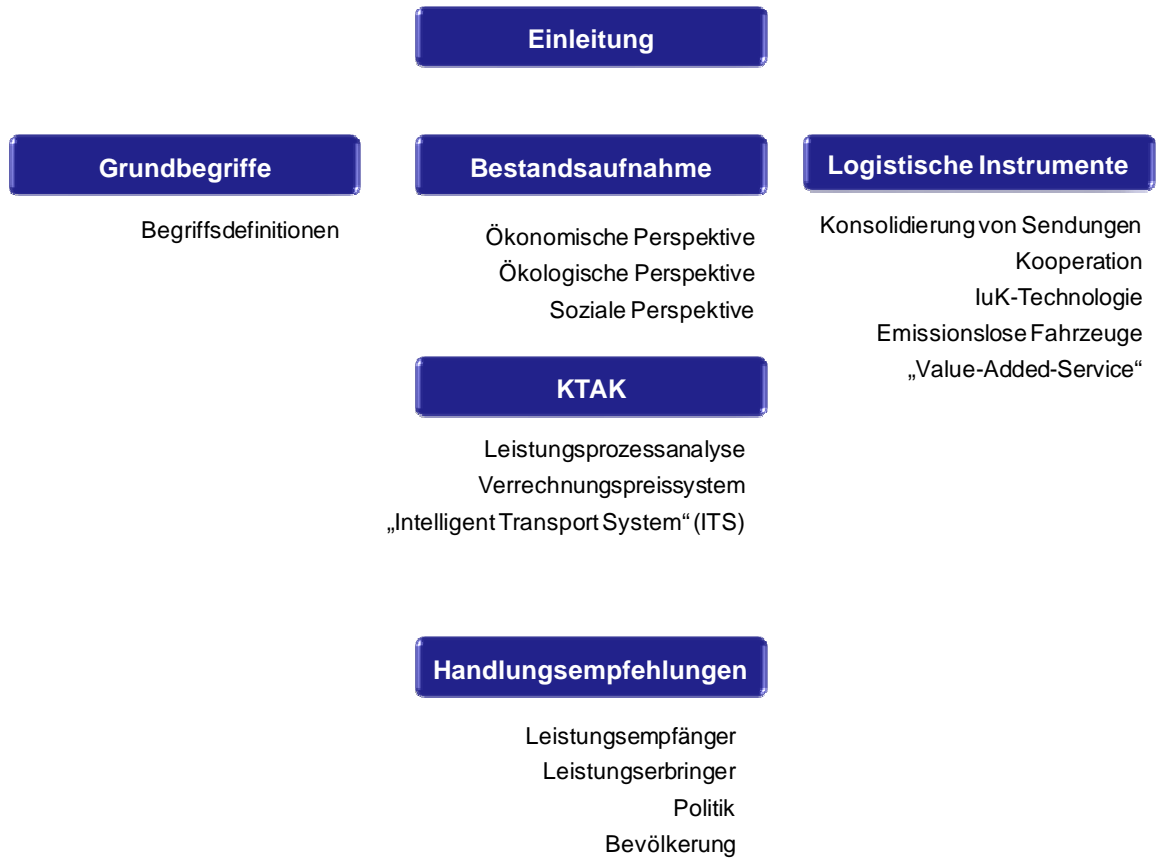 Einleitung
Grundbegriffe
Begriffsdefinitionen
Bestandsaufnahme
Ökonomische Perspektive
Ökologische Perspektive
Soziale Perspektive
Logistische Instrumente
Konsolidierung von Sendungen
Kooperation
IuK-Technologie
Emissionslose Fahrzeuge
„Value-Added-Service“
KTAK
Leistungsprozessanalyse
Verrechnungspreissystem
„Intelligent Transport System“ (ITS)
Handlungsempfehlungen
Leistungsempfänger
Leistungserbringer
Politik
Bevölkerung